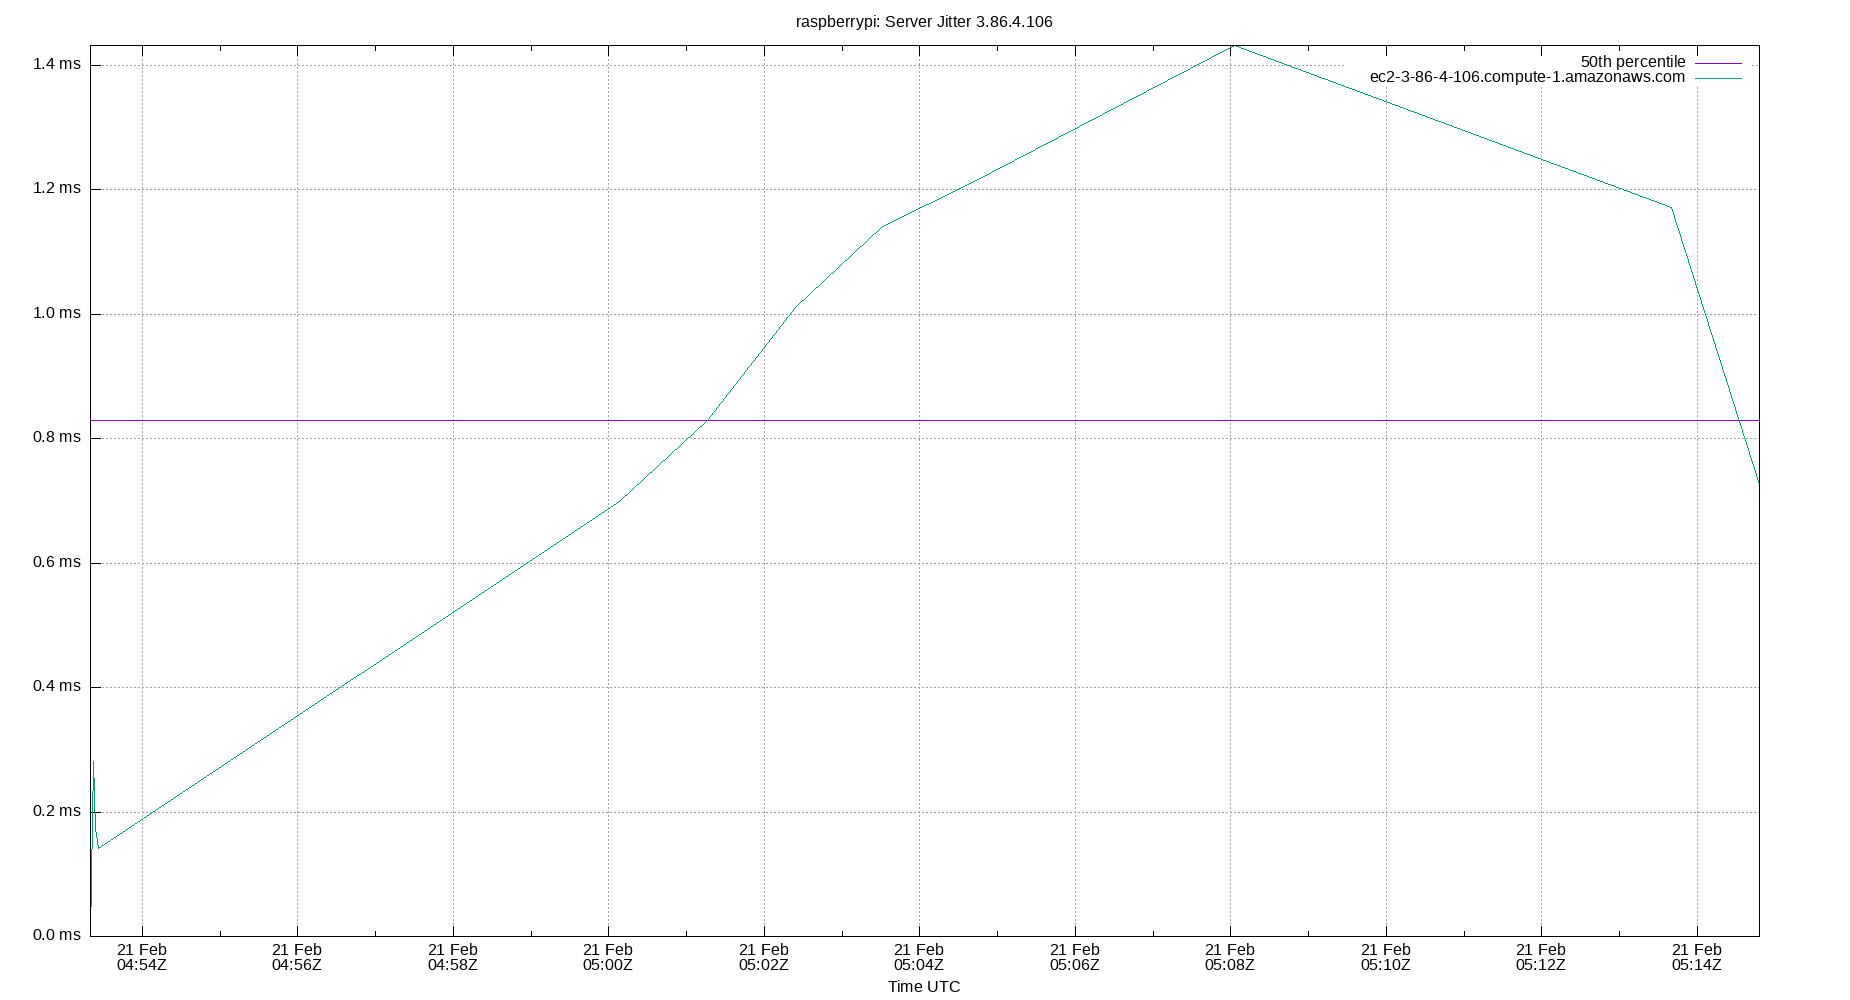 raspberrypi: Server Jitter 3.86.4.106
50th percentile
ec2-3-86-4-106.compute-1.amazonaws.com
1.4 ms
1.2 ms
1.0 ms
0.8 ms
0.6 ms
0.4 ms
0.2 ms
0.0 ms
21 Feb 21 Feb 21 Feb 21 Feb 21 Feb 21 Feb 21 Feb 21 Feb 21 Feb 21 Feb 21 Feb
04:54Z 04:56Z 04:58Z 05:00Z 05:02Z 05:04Z 05:06Z 05:08Z 05:10Z 05:12Z 05:14Z
Time UTC